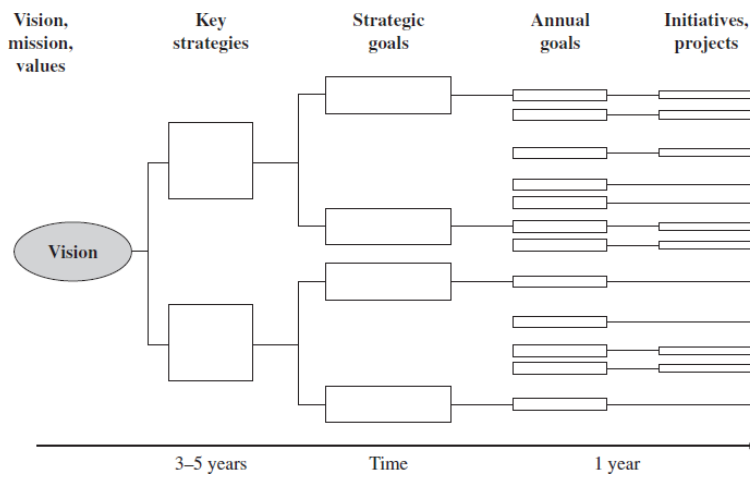 Vision,
mission,
values
Key
strategies
Strategic
goals
Annual
goals
Initiatives,
projects
Vision
3–5 years
Time
1 year